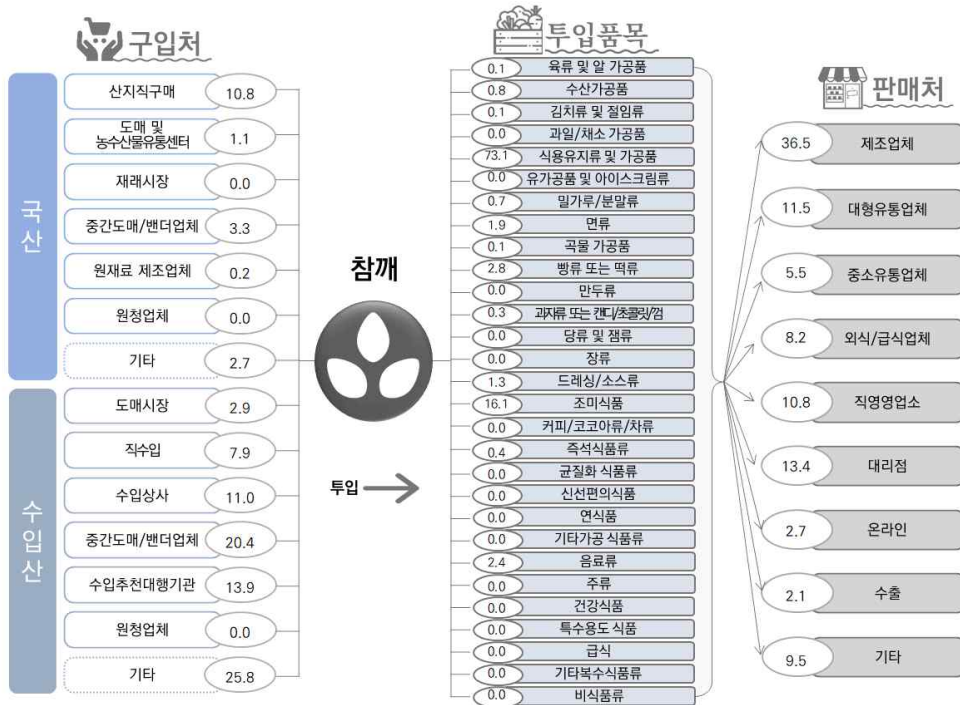 구입처
국산
산지직구매 10.8
도매 및
농수산물유통센터 1.1
재래시장 0.0
중간도매/밴더업체 3.3
원재료 제조업체 0.2
원청업체 0.0
기타 2.7
수입산
도매시장 2.9
직수입 7.9
수입상사 11.0
중간도매/밴더업체 20.4
수입추천대행기관 13.9
원청업체 0.0
기타 25.8
참깨
투입
투입품목
0.1 육류 및 알 가공품
0.8 수산가공품
0.1 김치류 및 절임류
0.0 과일/채소 가공품
73.1 식용유지류 및 가공품
0.0 유가공품 및 아이스크림류
0.7 밀가루/분말류
1.9 면류
0.1 곡물 가공품
2.8 빵류 또는 떡류
0.0 만두류
0.3 과자류 또는 캔디/초콜릿/껌
0.0 당류 및 잼류
0.0 장류
1.3 드레싱/소스류
16.1 조미식품
0.0 커피/코코아류/차류
0.4 즉석식품류
0.0 균질화 식품류
0.0 신선편의식품
0.0 연식품
0.0 기타가공 식품류
2.4 음료류
0.0 주류
0.0 건강식품
0.0 특수용도 식품
0.0 급식
0.0 기타복수식품류
0.0 비식품류
판매처
36.5 제조업체
11.5 대형유통업체
5.5 중소유통업체
8.2 외식/급식업체
10.8 직영영업소
13.4 대리점
2.7 온라인
2.1 수출
9.5 기타